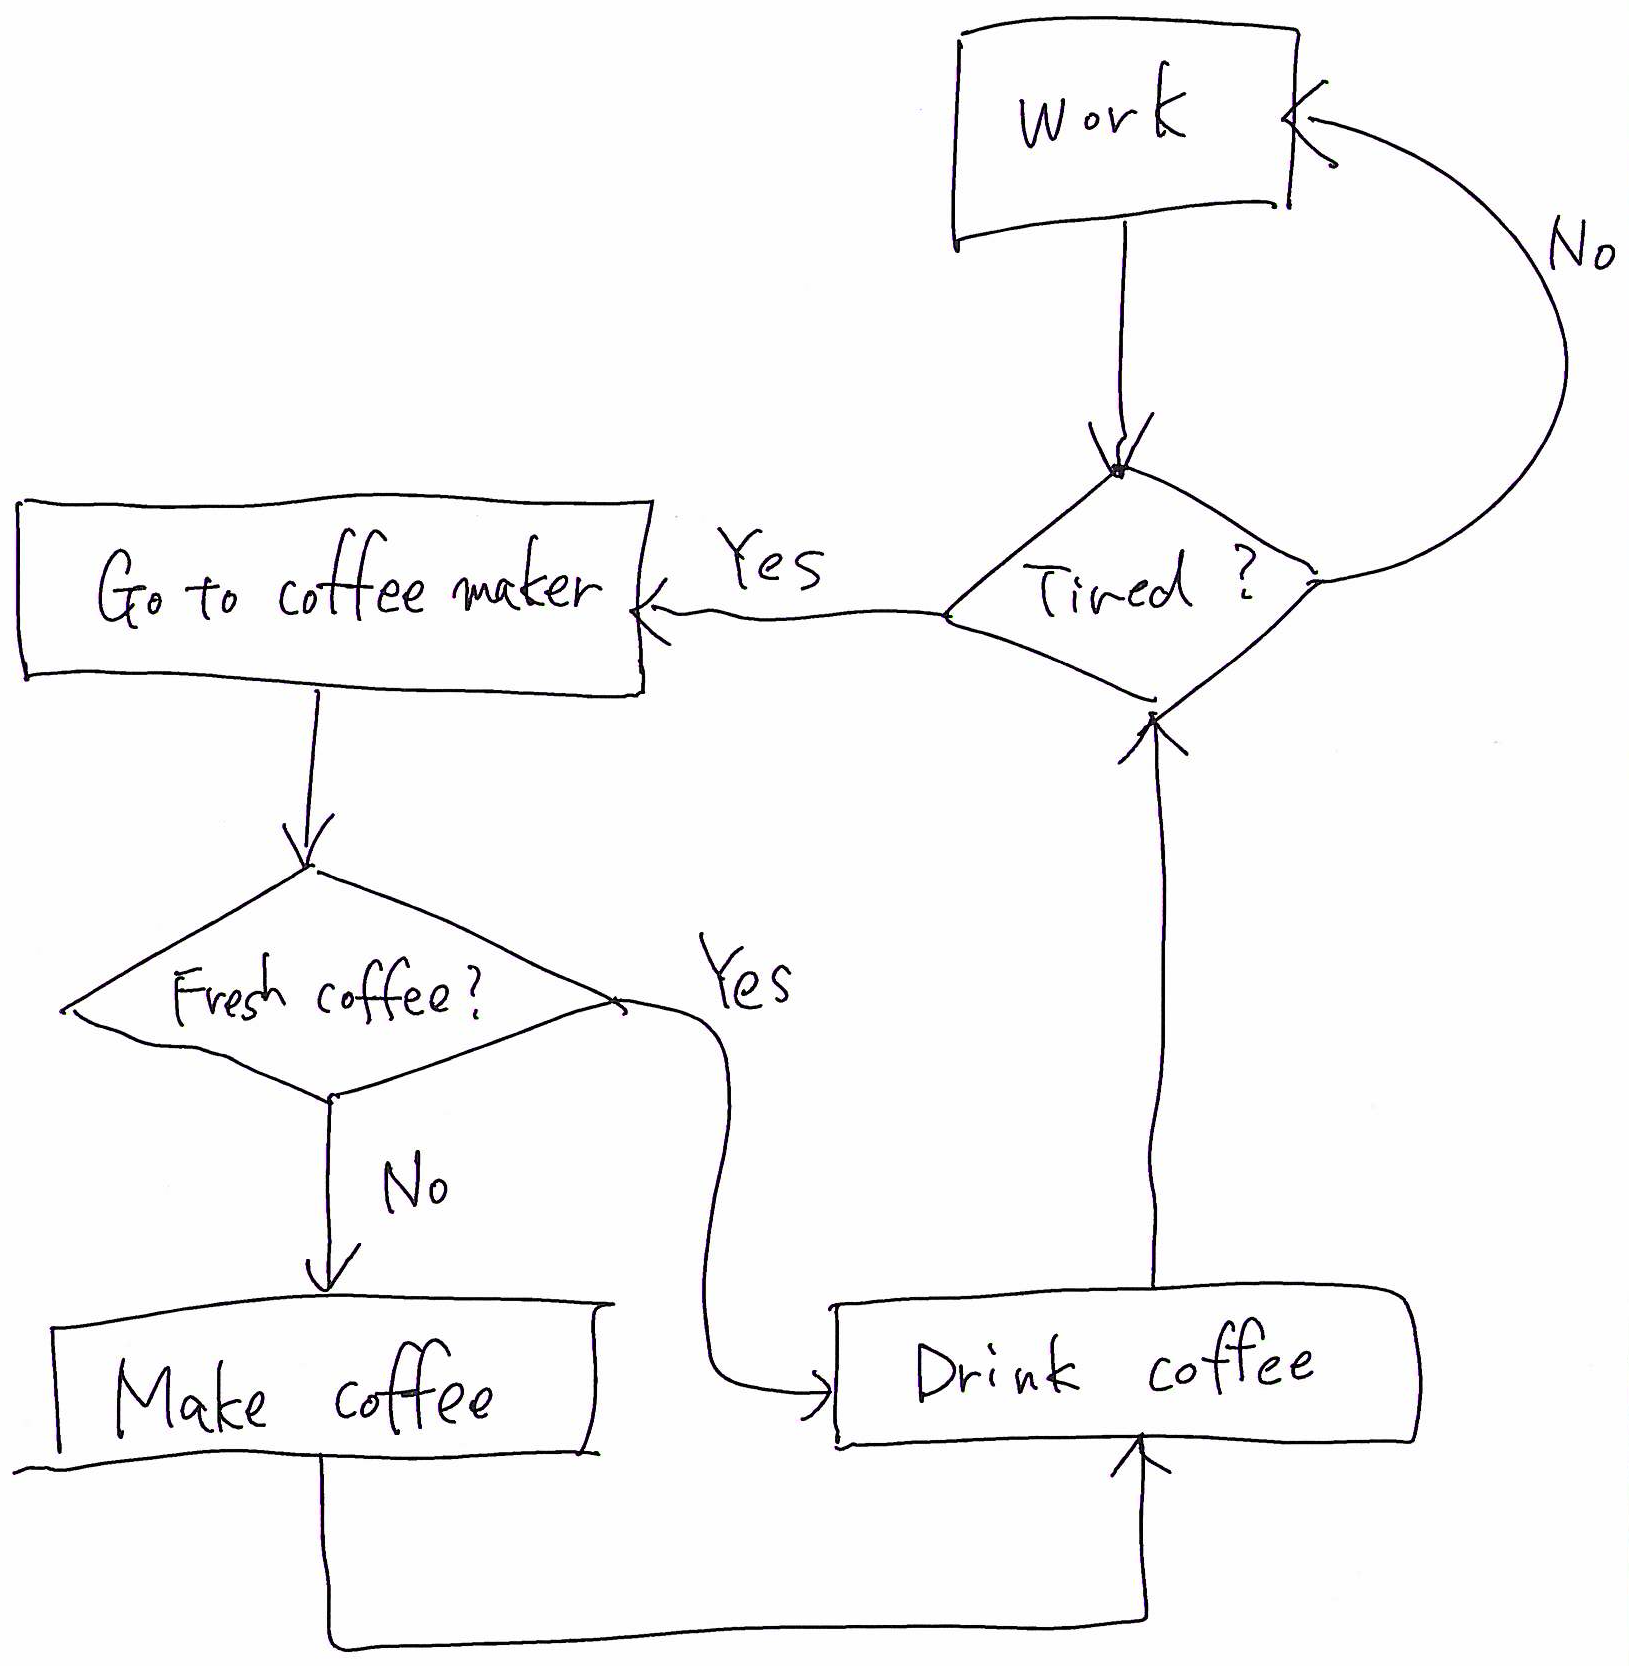 Work
No
Tired?
Yes
Go to coffee maker
Fresh coffee?
Yes
No
Make coffee
Drink coffee